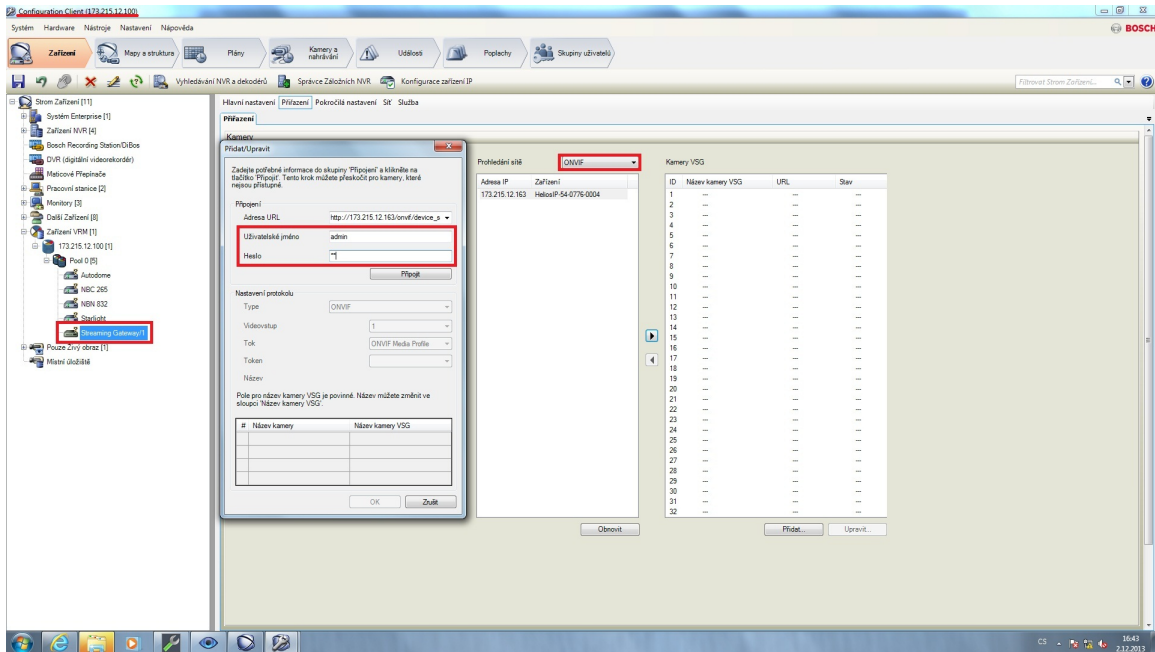 Configuration Client (173.215.12.100)
Systém Hardware Nástroje Nastavení Nápověda
BOSCH
Zařízení Mapy a struktura Plány Kamery a nahrávání Události Poplachy Skupiny uživatelů
Vyhledávání NVR a dekodérů Správce Záložních NVR Konfigurace zařízení IP
Filtrovat Strom Zařízení...
Strom Zařízení [11]
Systém Enterprise [1]
Zařízení NVR [4]
Bosch Recording Station/DiBos
DVR (digitální videorekordér)
Maticové Přepínače
Pracovní stanice [2]
Monitory [3]
Další Zařízení [8]
Zařízení VRM [1]
173.215.12.100 [1]
Pool 0 [5]
Autodome
NBC 265
NBN 832
Starlight
Streaming Gateway/1
Pouze Živý obraz [1]
Místní úložiště
Hlavní nastavení Přiřazení Pokročilá nastavení Síť Služba
Přiřazení
Kamery
Přidat/Upravit
Zadejte potřebné informace do skupiny 'Připojení' a klikněte na
tlačítko 'Připojit'. Tento krok můžete přeskočit pro kamery, které
nejsou přístupné.
Připojení
Adresa URL http://173.215.12.163/onvif/device_s
Uživatelské jméno admin
Heslo **
Připojit
Nastavení protokolu
Type ONVIF
Videovstup 1
Tok ONVIF Media Profile
Token
Název
Pole pro název kamery VSG je povinné. Název můžete změnit ve
sloupci 'Název kamery VSG'.
# Název kamery Název kamery VSG
OK Zrušit
Prohledání sítě ONVIF
Adresa IP Zařízení
173.215.12.163 HeliosIP-54-0776-0004
Obnovit
Kamery VSG
ID Název kamery VSG URL Stav
1 --- --- ---
2 --- --- ---
3 --- --- ---
4 --- --- ---
5 --- --- ---
6 --- --- ---
7 --- --- ---
8 --- --- ---
9 --- --- ---
10 --- --- ---
11 --- --- ---
12 --- --- ---
13 --- --- ---
14 --- --- ---
15 --- --- ---
16 --- --- ---
17 --- --- ---
18 --- --- ---
19 --- --- ---
20 --- --- ---
21 --- --- ---
22 --- --- ---
23 --- --- ---
24 --- --- ---
25 --- --- ---
26 --- --- ---
27 --- --- ---
28 --- --- ---
29 --- --- ---
30 --- --- ---
31 --- --- ---
32 --- --- ---
Přidat... Upravit...
CS 16:43
2.12.2013